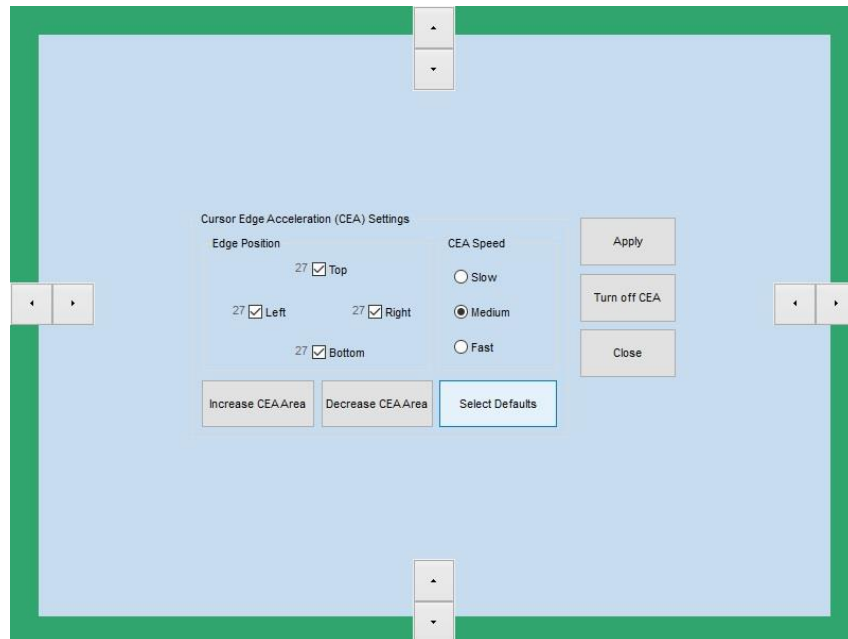 Cursor Edge Acceleration (CEA) Settings
Edge Position
27 Top
27 Left
27 Right
27 Bottom
CEA Speed
Slow
Medium
Fast
Increase CEA Area
Decrease CEA Area
Select Defaults
Apply
Turn off CEA
Close